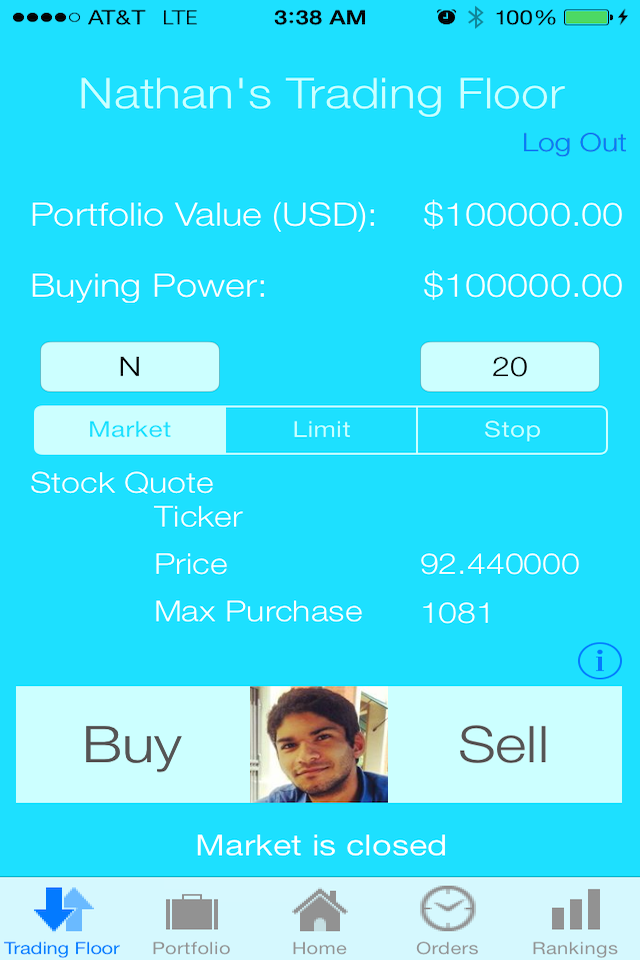 AT&T LTE 3:38 AM 100%
Nathan's Trading Floor
Log Out
Portfolio Value (USD): $100000.00
Buying Power: $100000.00
N 20
Market Limit Stop
Stock Quote
Ticker
Price 92.440000
Max Purchase 1081
i
Buy Sell
Market is closed
Trading Floor Portfolio Home Orders Rankings